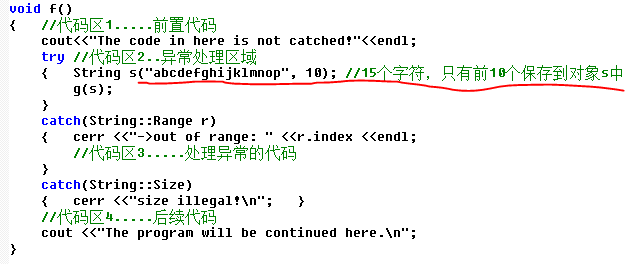 void f()
{   //代码区1.....前置代码
    cout<<"The code in here is not catched!"<<endl;
    try //代码区2..异常处理区域
    {   String s("abcdefghijklmnop", 10); //15个字符，只有前10个保存到对象s中
        g(s);
    }
    catch(String::Range r)
    {   cerr <<"->out of range: " <<r.index <<endl;
        //代码区3.....处理异常的代码
    }
    catch(String::Size)
    {   cerr <<"size illegal!\n";   }
    //代码区4.....后续代码
    cout <<"The program will be continued here.\n";
}